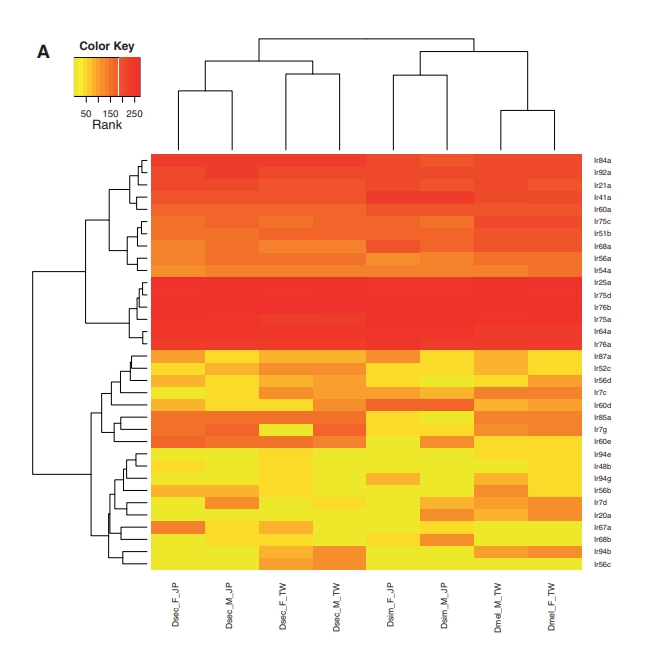 A
Color Key
50 150 250
Rank
Ir84a
Ir92a
Ir21a
Ir41a
Ir60a
Ir75c
Ir51b
Ir68a
Ir56a
Ir54a
Ir25a
Ir75d
Ir76b
Ir75a
Ir64a
Ir76a
Ir87a
Ir52c
Ir56d
Ir7c
Ir60d
Ir85a
Ir7g
Ir60e
Ir94e
Ir48b
Ir94g
Ir56b
Ir7d
Ir20a
Ir67a
Ir68b
Ir94b
Ir56c
Dsec_F_JP
Dsec_M_JP
Dsec_F_TW
Dsec_M_TW
Dsim_F_JP
Dsim_M_JP
Dmel_M_TW
Dmel_F_TW